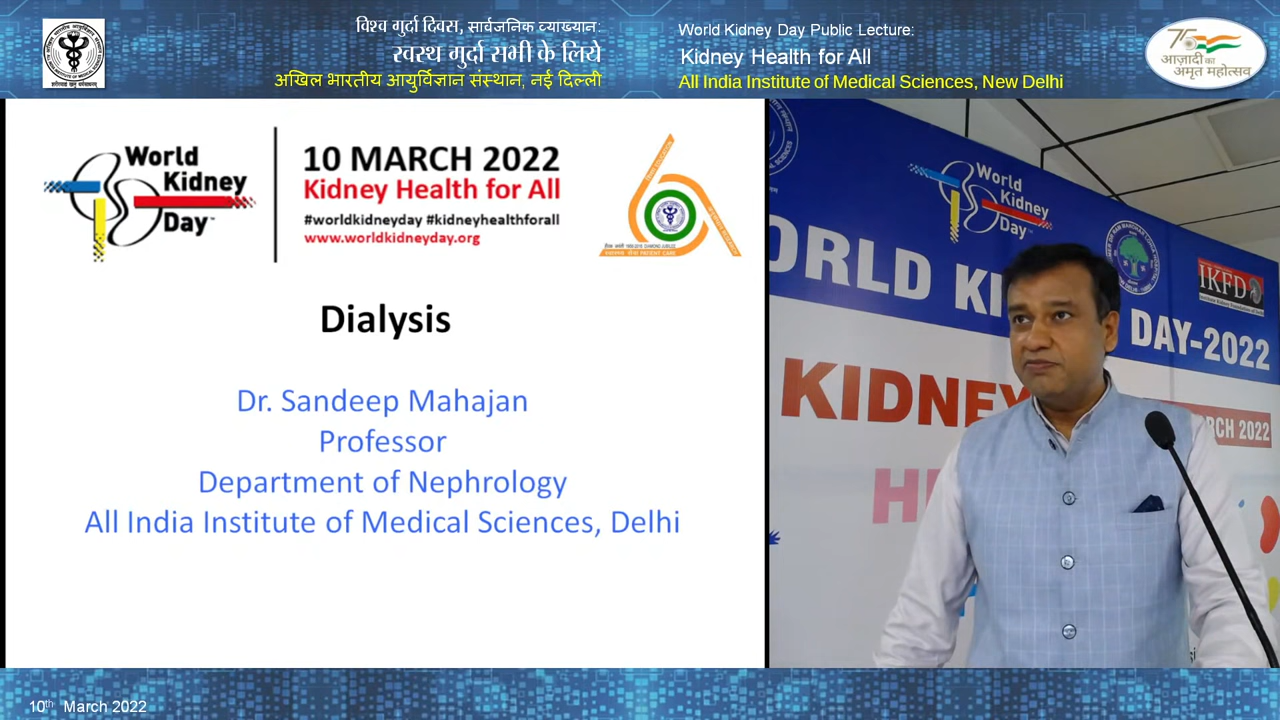 विश्व गुर्दा दिवस, सार्वजनिक व्याख्यान:
स्वस्थ गुर्दा सभी के लिये
अखिल भारतीय आयुर्विज्ञान संस्थान, नई दिल्ली
World Kidney Day Public Lecture:
Kidney Health for All
All India Institute of Medical Sciences, New Delhi
75
आज़ादी का
अमृत महोत्सव
World
Kidney
Day
10 MARCH 2022
Kidney Health for All
#worldkidneyday #kidneyhealthforall
www.worldkidneyday.org
Dialysis
Dr. Sandeep Mahajan
Professor
Department of Nephrology
All India Institute of Medical Sciences, Delhi
World
Kidney
Day
IKFD
ORLD KI DAY-2022
KIDNEY
RCH 2022
H
10th March 2022